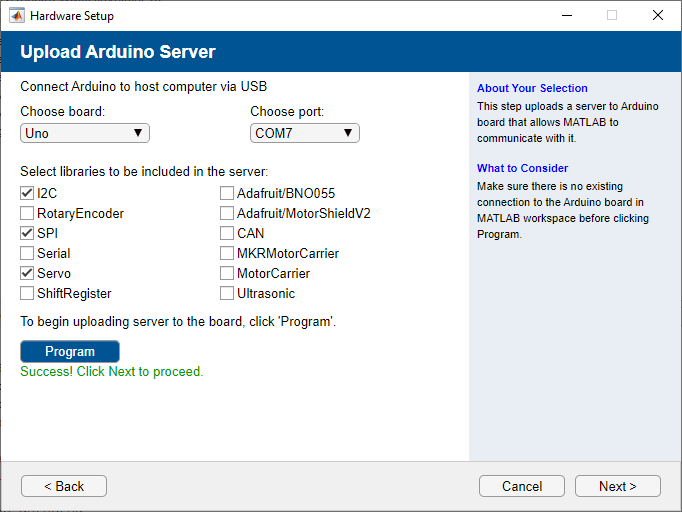 Hardware Setup
Upload Arduino Server
Connect Arduino to host computer via USB
Choose board:
Choose port:
Uno
COM7
Select libraries to be included in the server:
I2C
Adafruit/BNO055
RotaryEncoder
Adafruit/MotorShieldV2
SPI
CAN
Serial
MKRMotorCarrier
Servo
MotorCarrier
ShiftRegister
Ultrasonic
To begin uploading server to the board, click 'Program'.
Program
Success! Click Next to proceed.
About Your Selection
This step uploads a server to Arduino
board that allows MATLAB to
communicate with it.
What to Consider
Make sure there is no existing
connection to the Arduino board in
MATLAB workspace before clicking
Program.
< Back
Cancel
Next >